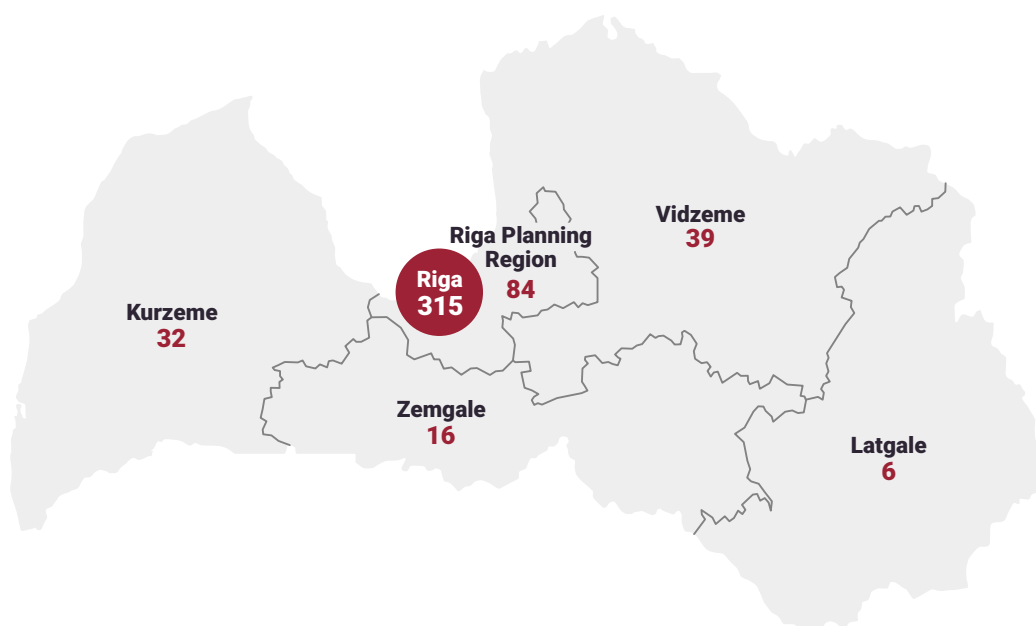 Vidzeme
39
Riga Planning
Region
84
Riga
315
Kurzeme
32
Zemgale
16
Latgale
6